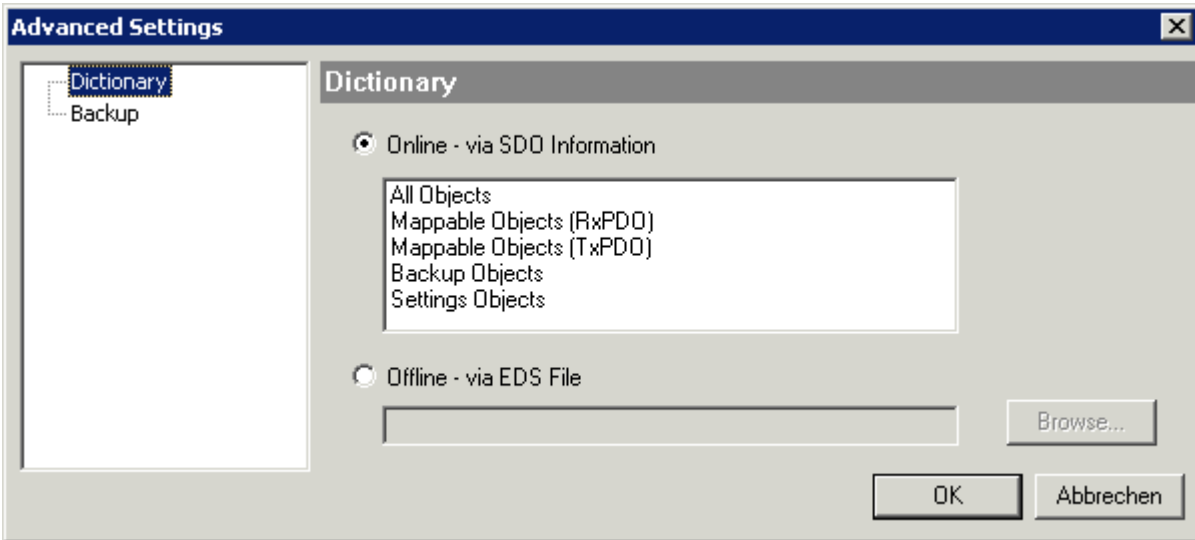 Advanced Settings
Dictionary
Backup
Dictionary
Online - via SDO Information
All Objects
Mappable Objects (RxPDO)
Mappable Objects (TxPDO)
Backup Objects
Settings Objects
Offline - via EDS File
Browse...
OK
Abbrechen